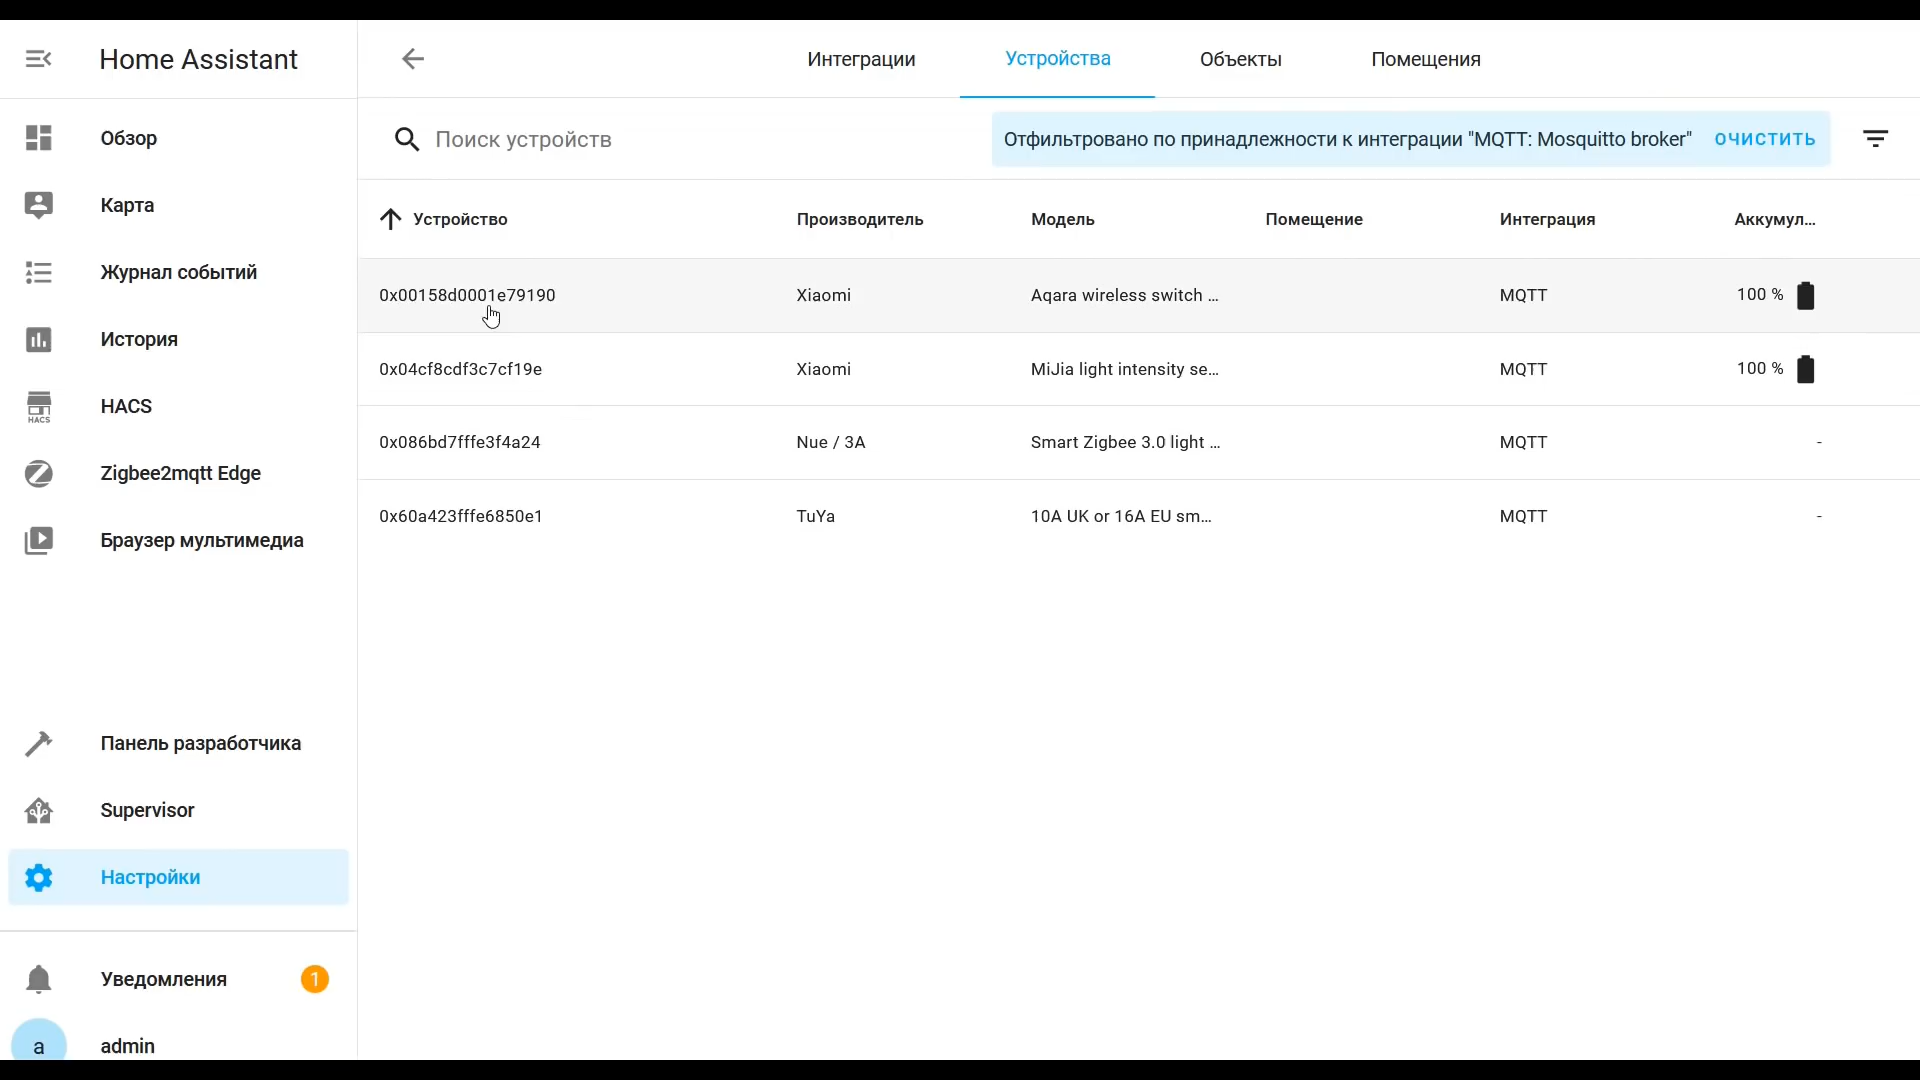 Home Assistant
Интеграции
Устройства
Объекты
Помещения
Обзор
Карта
Журнал событий
История
HACS
HACS
Zigbee2mqtt Edge
Браузер мультимедиа
Панель разработчика
Supervisor
Настройки
Уведомления 1
a admin
Поиск устройств
Отфильтровано по принадлежности к интеграции "MQTT: Mosquitto broker" ОЧИСТИТЬ
Устройство Производитель Модель Помещение Интеграция Аккумул...
0x00158d0001e79190 Xiaomi Aqara wireless switch ... MQTT 100 %
0x04cf8cdf3c7cf19e Xiaomi MiJia light intensity se... MQTT 100 %
0x086bd7fffe3f4a24 Nue / 3A Smart Zigbee 3.0 light ... MQTT -
0x60a423fffe6850e1 TuYa 10A UK or 16A EU sm... MQTT -